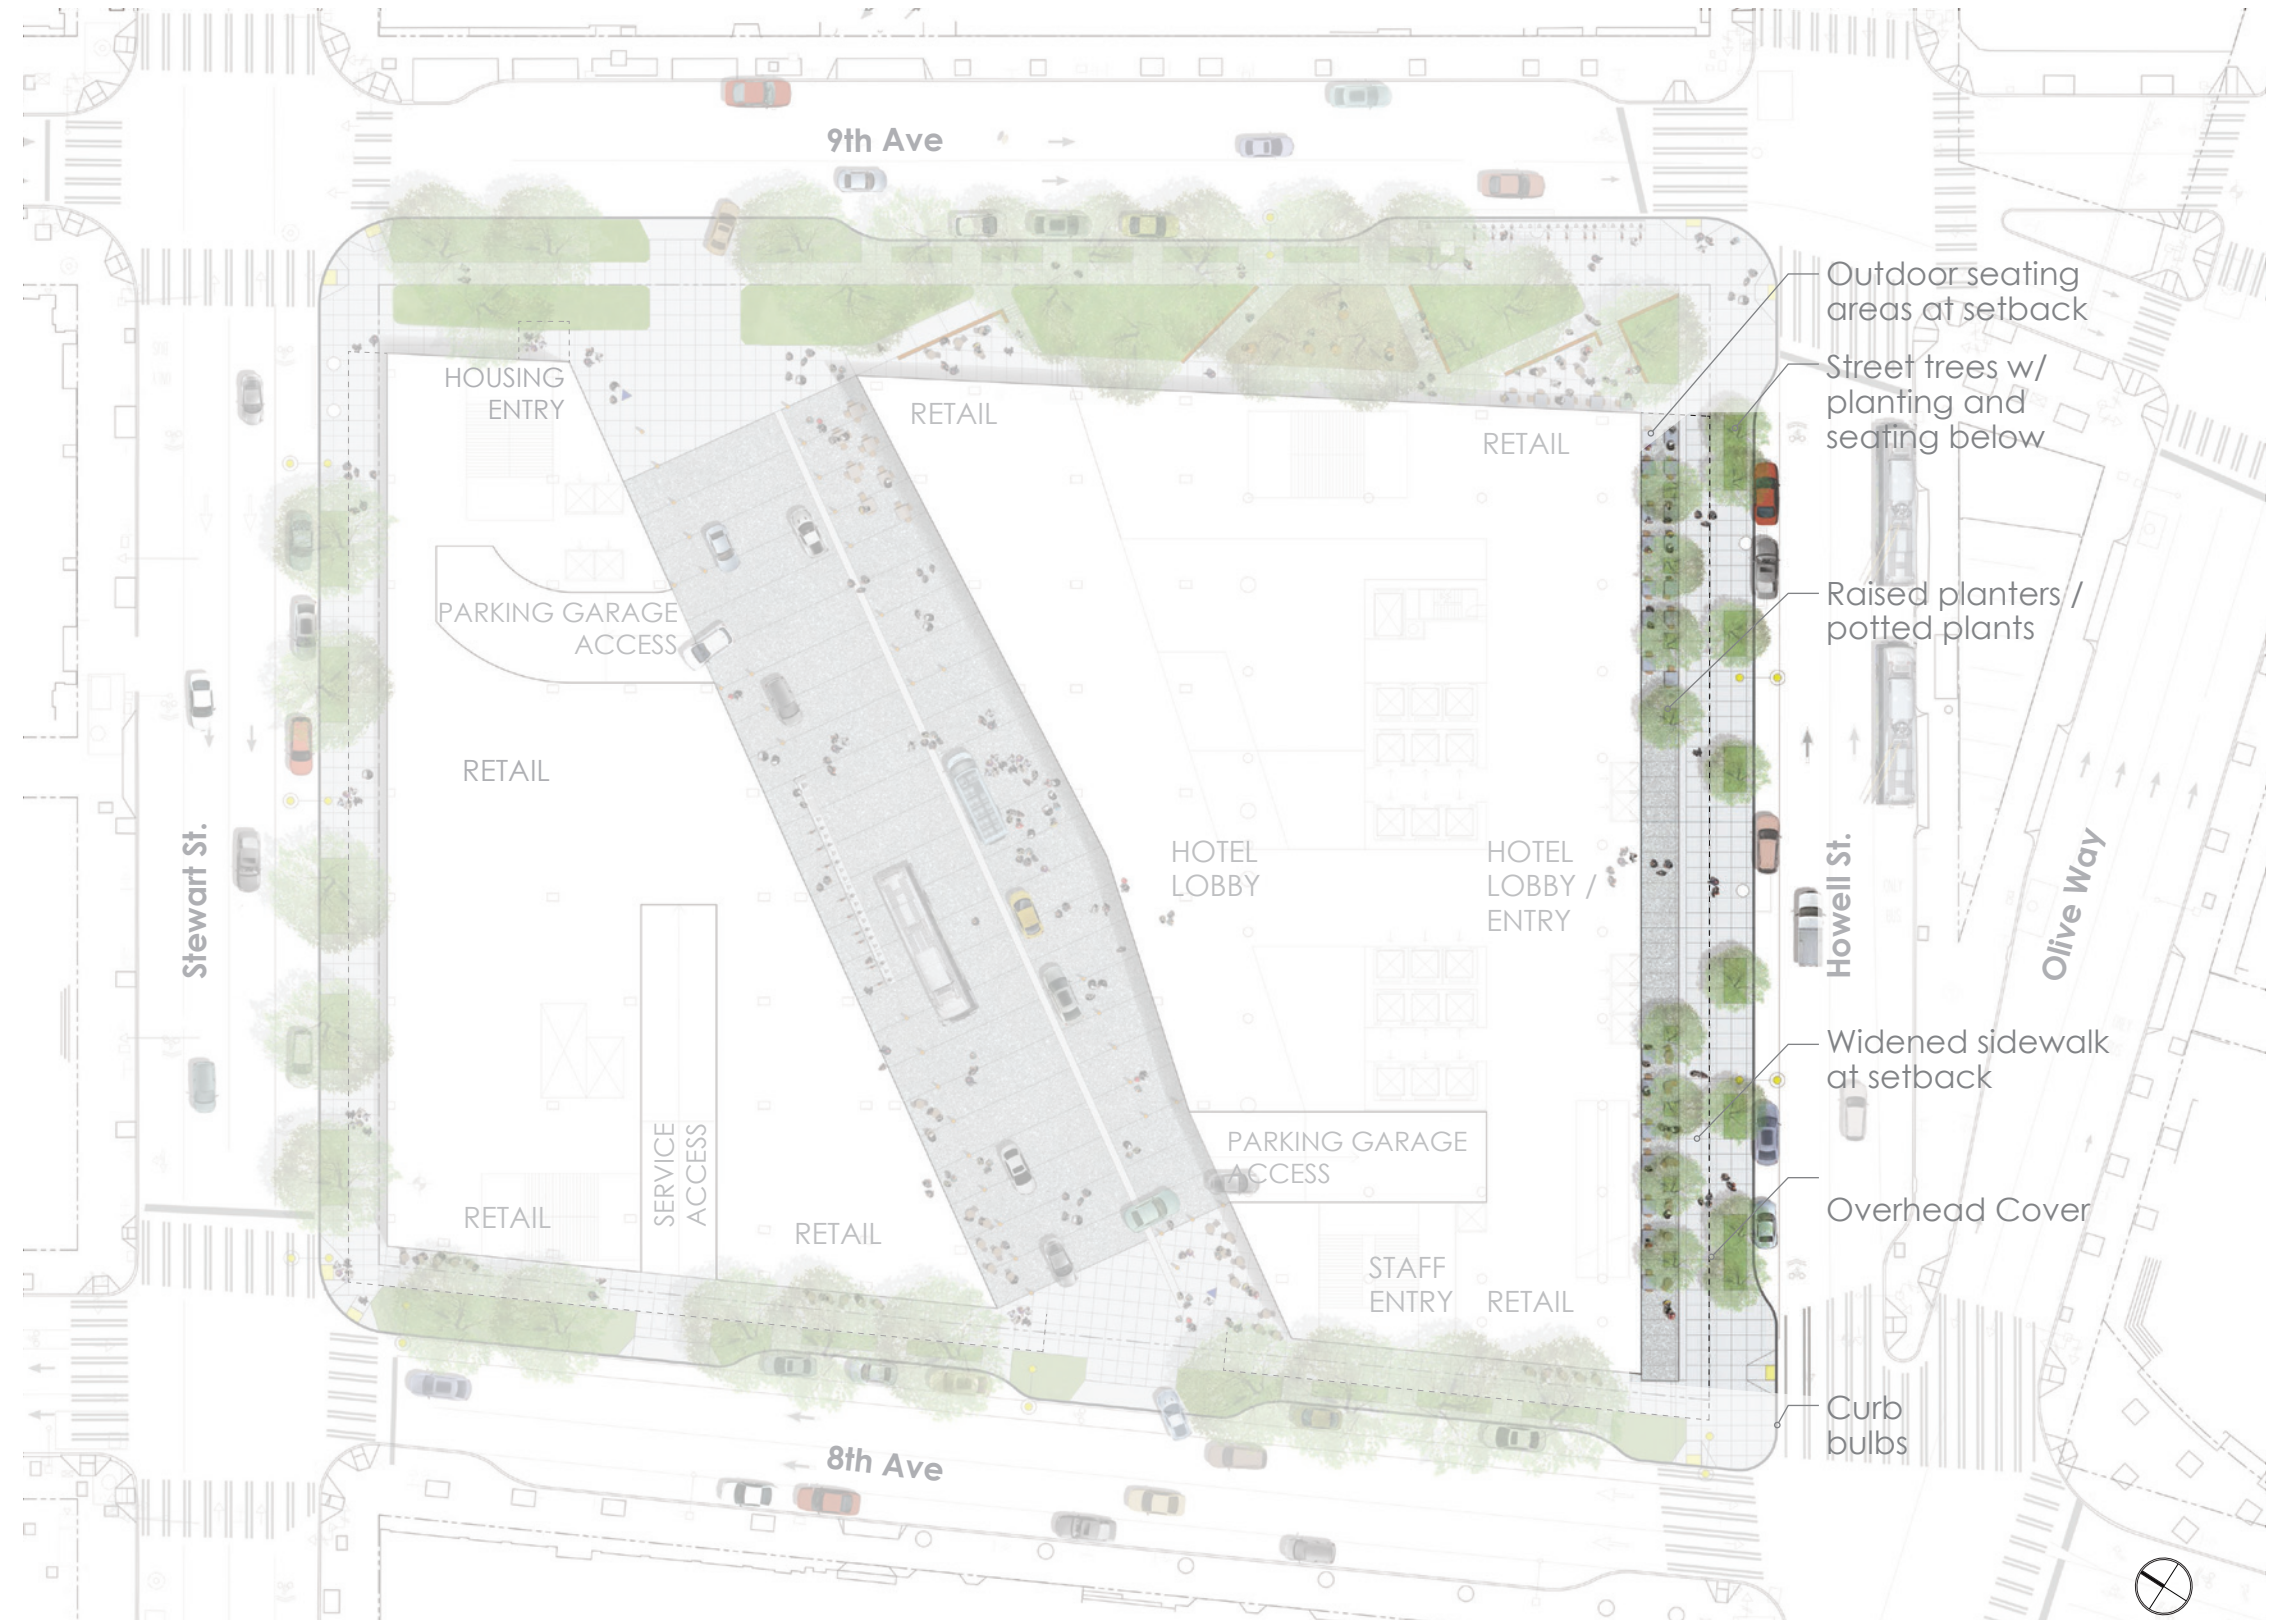 9th Ave
Outdoor seating
areas at setback
Street trees w/
planting and
seating below
HOUSING
ENTRY
RETAIL
RETAIL
PARKING GARAGE
ACCESS
Raised planters /
potted plants
RETAIL
Stewart St.
HOTEL
LOBBY
HOTEL
LOBBY /
ENTRY
Howell St.
Olive Way
Widened sidewalk
at setback
SERVICE
ACCESS
PARKING GARAGE
ACCESS
Overhead Cover
RETAIL
RETAIL
STAFF
ENTRY
RETAIL
Curb
bulbs
8th Ave